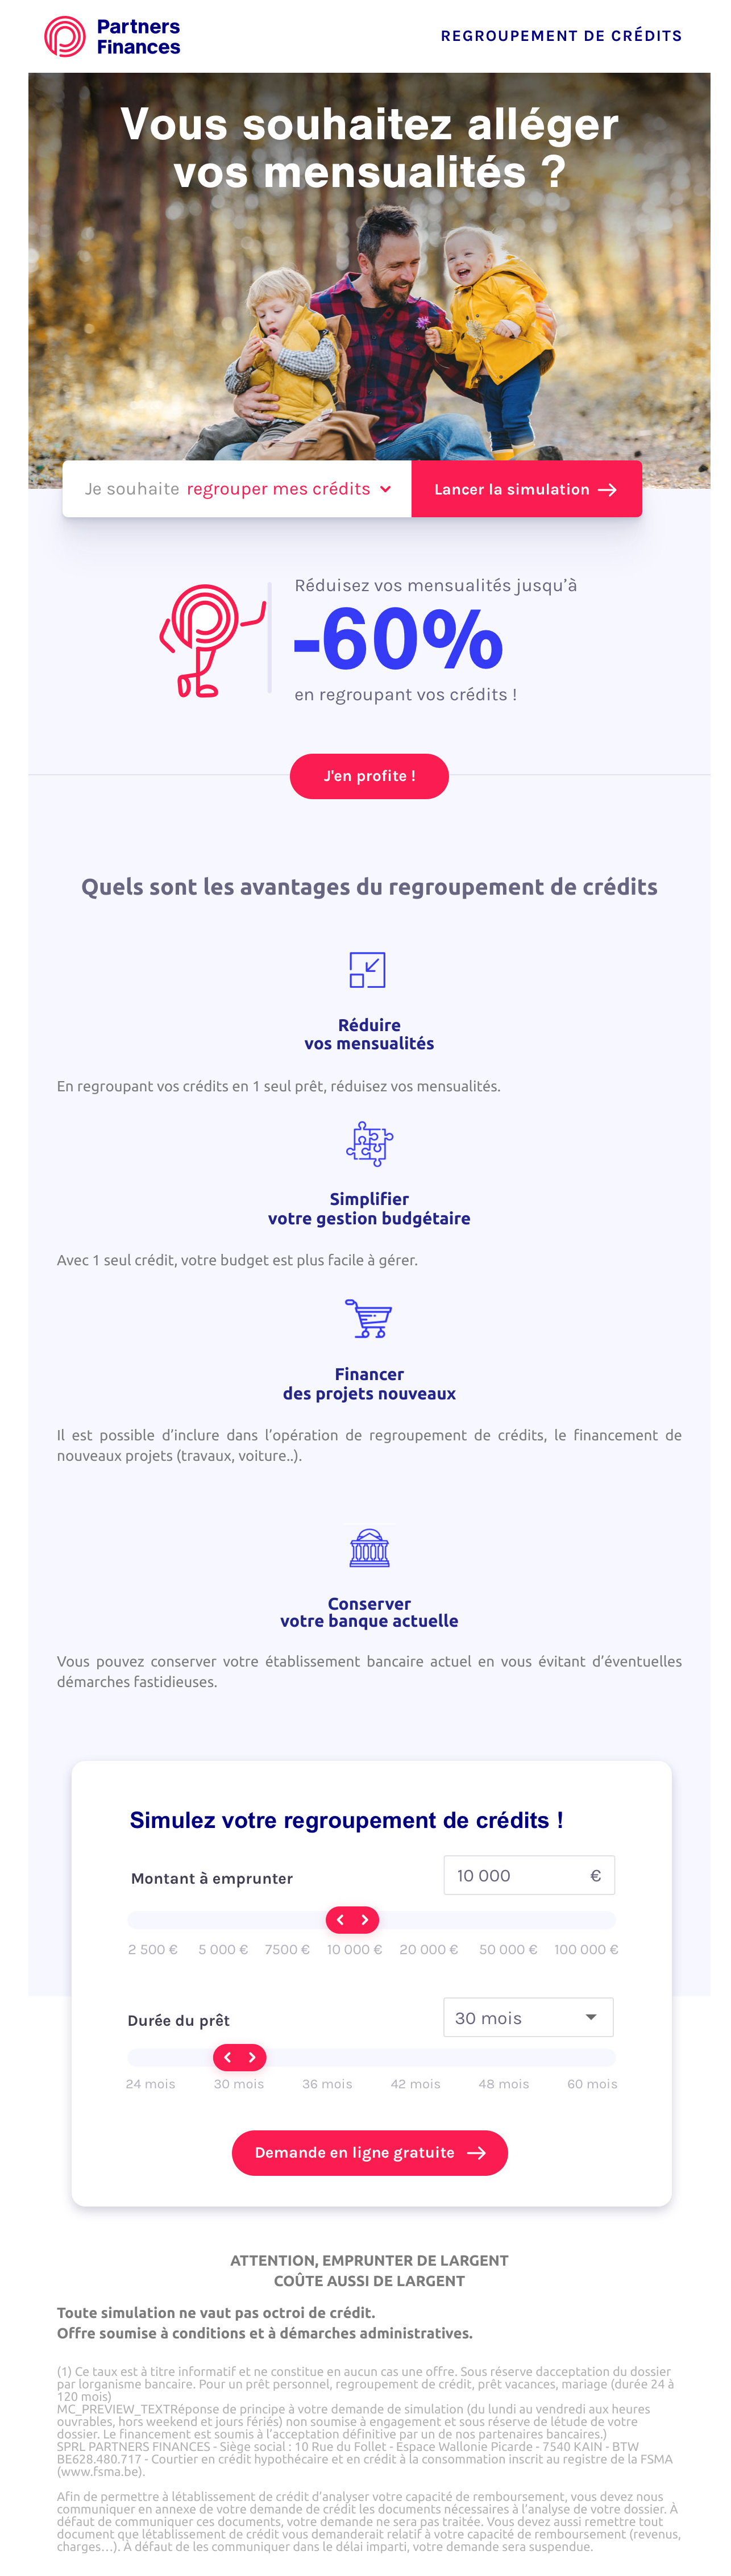 Partners
Finances
REGROUPEMENT DE CRÉDITS
Vous souhaitez alléger
vos mensualités ?
Je souhaite regrouper mes crédits
Lancer la simulation
Réduisez vos mensualités jusqu'à
-60%
en regroupant vos crédits !
J'en profite !
Quels sont les avantages du regroupement de crédits
Réduire
vos mensualités
En regroupant vos crédits en 1 seul prêt, réduisez vos mensualités.
Simplifier
votre gestion budgétaire
Avec 1 seul crédit, votre budget est plus facile à gérer.
Financer
des projets nouveaux
Il est possible d'inclure dans l'opération de regroupement de crédits, le financement de
nouveaux projets (travaux, voiture..).
Conserver
votre banque actuelle
Vous pouvez conserver votre établissement bancaire actuel en vous évitant d'éventuelles
démarches fastidieuses.
Simulez votre regroupement de crédits !
Montant à emprunter
10 000 €
2 500 € 5 000 € 7500 € 10 000 € 20 000 € 50 000 € 100 000 €
Durée du prêt
30 mois
24 mois 30 mois 36 mois 42 mois 48 mois 60 mois
Demande en ligne gratuite
ATTENTION, EMPRUNTER DE LARGENT
COÛTE AUSSI DE LARGENT
Toute simulation ne vaut pas octroi de crédit.
Offre soumise à conditions et à démarches administratives.
(1) Ce taux est à titre informatif et ne constitue en aucun cas une offre. Sous réserve dacceptation du dossier
par lorganisme bancaire. Pour un prêt personnel, regroupement de crédit, prêt vacances, mariage (durée 24 à
120 mois)
MC_PREVIEW_TEXTRéponse de principe à votre demande de simulation (du lundi au vendredi aux heures
ouvrables, hors weekend et jours fériés) non soumise à engagement et sous réserve de létude de votre
dossier. Le financement est soumis à l'acceptation définitive par un de nos partenaires bancaires.)
SPRL PARTNERS FINANCES - Siège social : 10 Rue du Follet - Espace Wallonie Picarde - 7540 KAIN - BTW
BE628.480.717 - Courtier en crédit hypothécaire et en crédit à la consommation inscrit au registre de la FSMA
(www.fsma.be).
Afin de permettre à létablissement de crédit d'analyser votre capacité de remboursement, vous devez nous
communiquer en annexe de votre demande de crédit les documents nécessaires à l'analyse de votre dossier. À
défaut de communiquer ces documents, votre demande ne sera pas traitée. Vous devez aussi remettre tout
document que létablissement de crédit vous demanderait relatif à votre capacité de remboursement (revenus,
charges...). À défaut de les communiquer dans le délai imparti, votre demande sera suspendue.